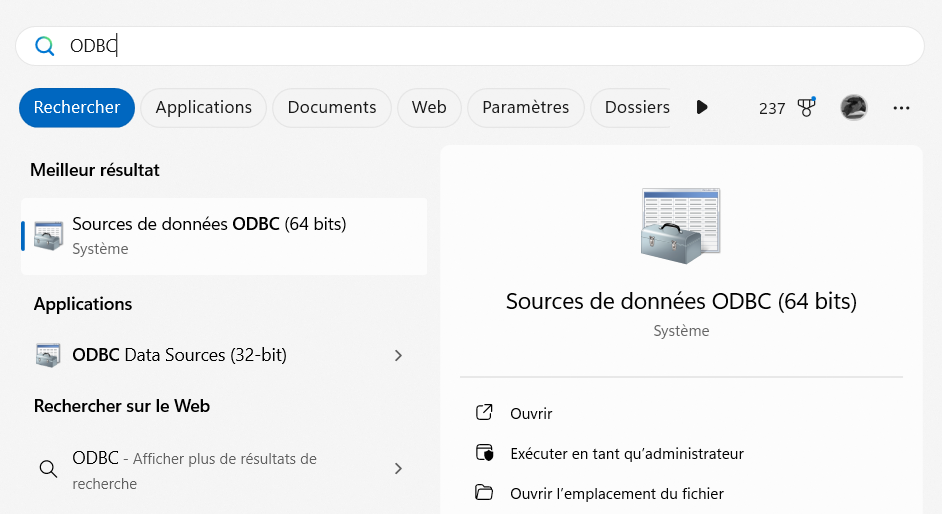 ODBC
Rechercher
Applications
Documents
Web
Paramètres
Dossiers
237
Meilleur résultat
Sources de données ODBC (64 bits)
Système
Applications
ODBC Data Sources (32-bit)
Rechercher sur le Web
ODBC - Afficher plus de résultats de
recherche
Sources de données ODBC (64 bits)
Système
Ouvrir
Exécuter en tant qu’administrateur
Ouvrir l’emplacement du fichier